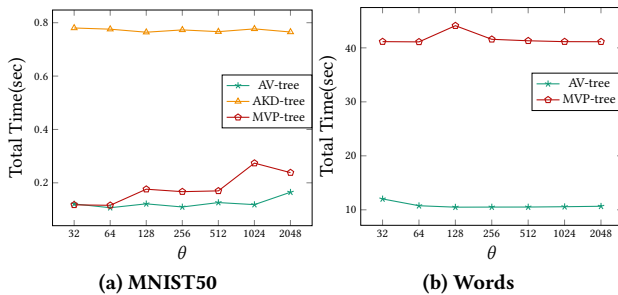 0.8
0.6
0.4
0.2
Total Time(sec)
AV-tree
AKD-tree
MVP-tree
32 64 128 256 512 1024 2048
θ
(a) MNIST50
40
30
20
10
Total Time(sec)
AV-tree
MVP-tree
32 64 128 256 512 1024 2048
θ
(b) Words